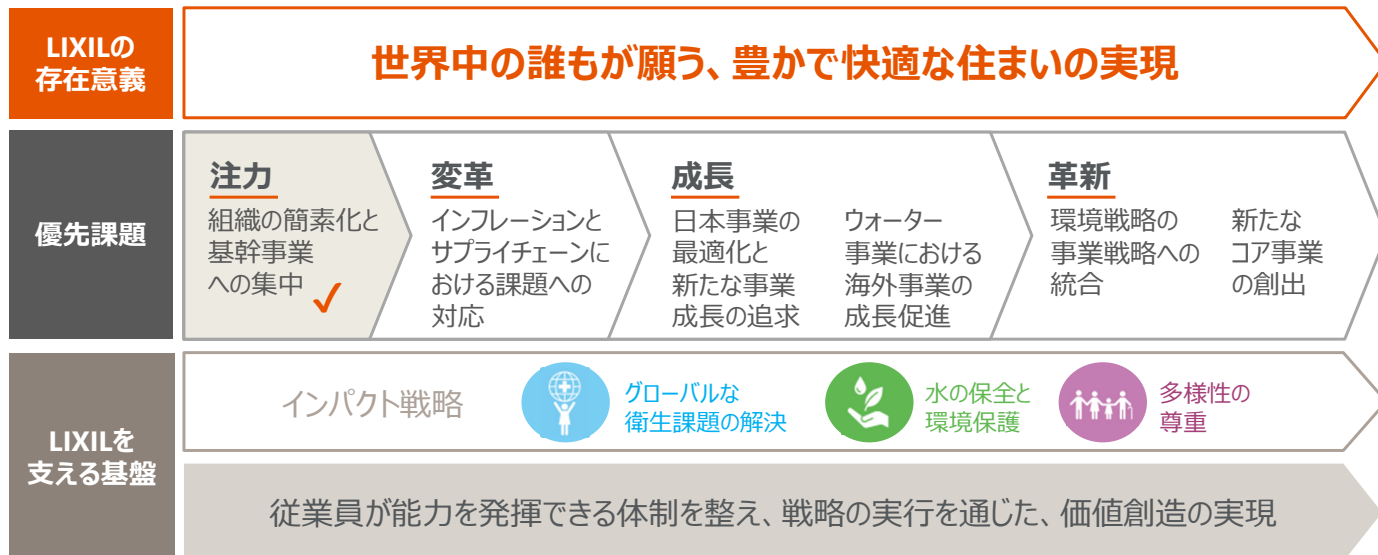 LIXILの
存在意義
世界中の誰もが願う、豊かで快適な住まいの実現
優先課題
注力
組織の簡素化と
基幹事業
への集中
変革
インフレーションと
サプライチェーンに
おける課題への
対応
成長
日本事業の
最適化と
新たな事業
成長の追求
ウォーター
事業における
海外事業の
成長促進
革新
環境戦略の
事業戦略への
統合
新たな
コア事業
の創出
LIXILを
支える基盤
インパクト戦略
グローバルな
衛生課題の解決
水の保全と
環境保護
多様性の
尊重
従業員が能力を発揮できる体制を整え、戦略の実行を通じた、価値創造の実現